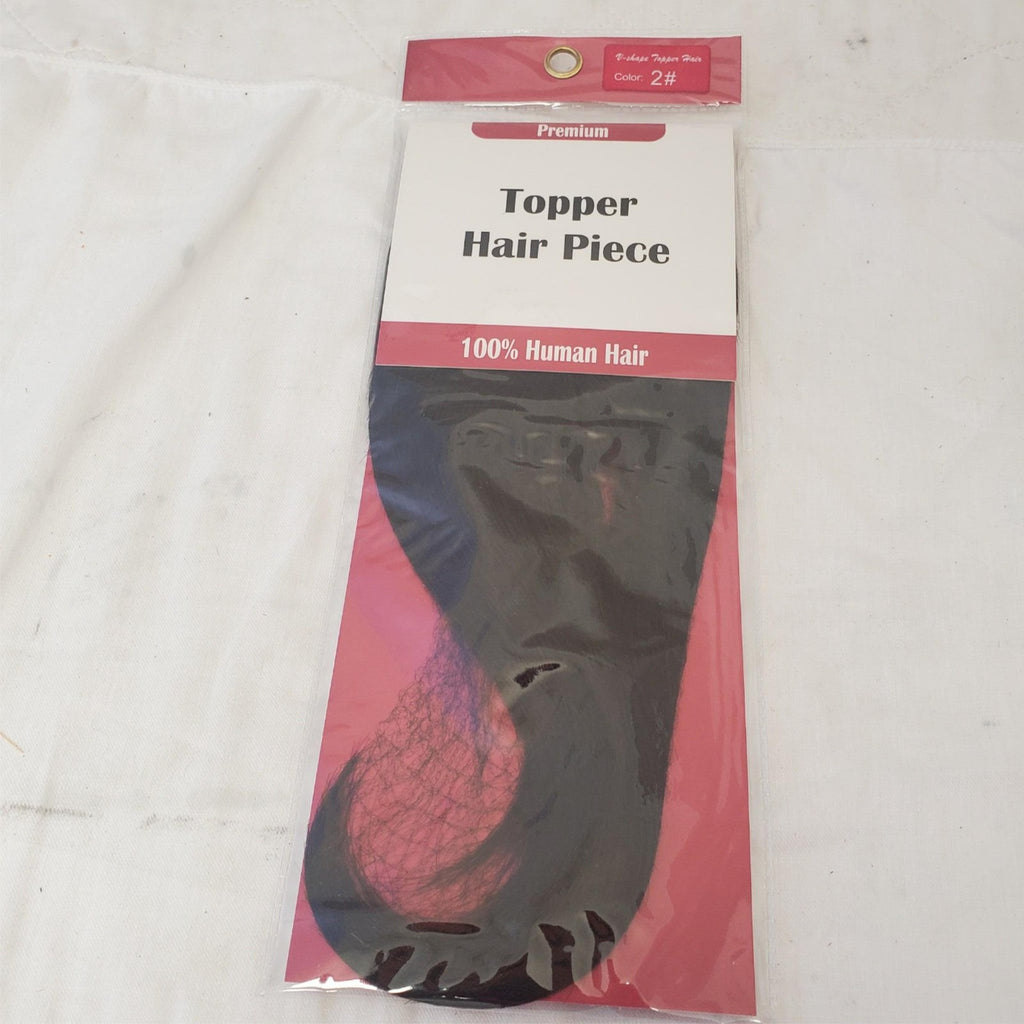 V-shape Topper Hair
Color: 2#
Premium
Topper
Hair Piece
100% Human Hair